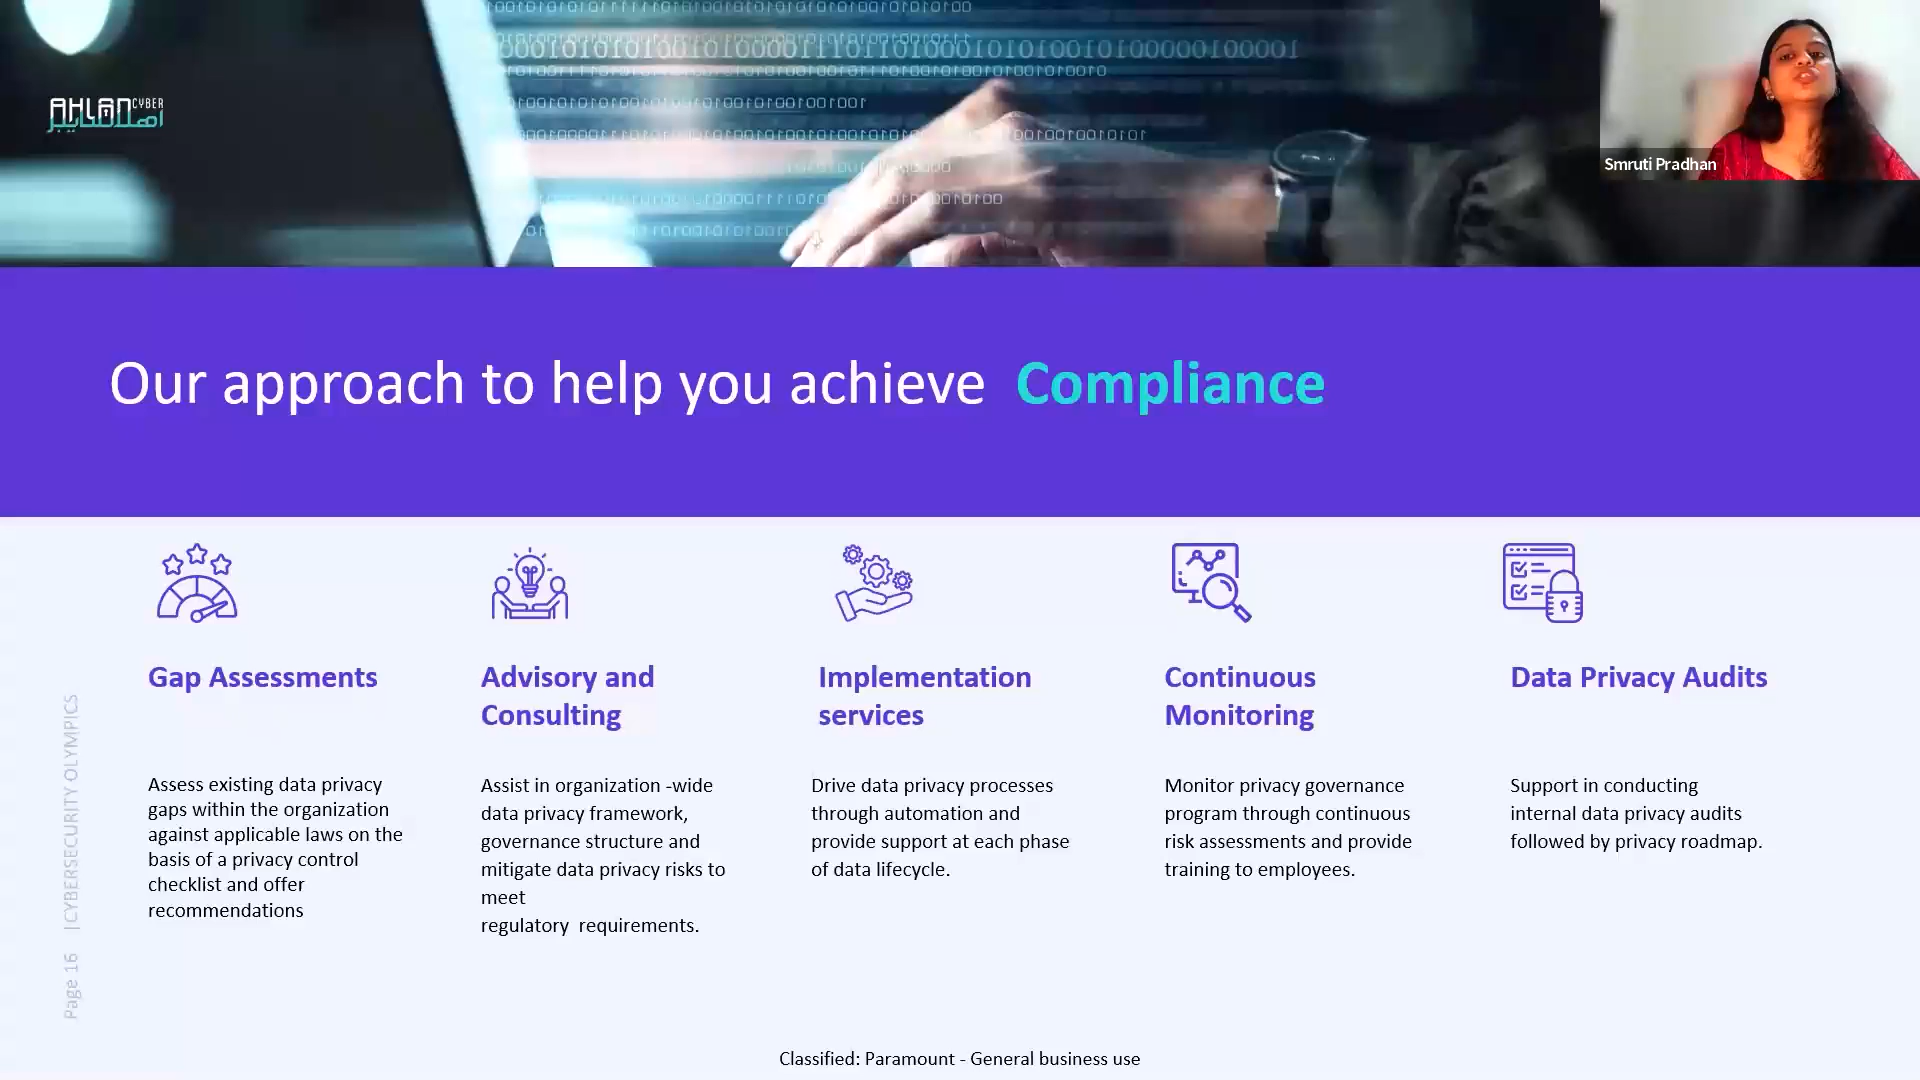 AHLAN CYBER
اهلا سايبر
Smruti Pradhan
Our approach to help you achieve Compliance
Gap Assessments
Assess existing data privacy
gaps within the organization
against applicable laws on the
basis of a privacy control
checklist and offer
recommendations
Advisory and
Consulting
Assist in organization -wide
data privacy framework,
governance structure and
mitigate data privacy risks to
meet
regulatory  requirements.
Implementation
services
Drive data privacy processes
through automation and
provide support at each phase
of data lifecycle.
Continuous
Monitoring
Monitor privacy governance
program through continuous
risk assessments and provide
training to employees.
Data Privacy Audits
Support in conducting
internal data privacy audits
followed by privacy roadmap.
Page 16 |CYBERSECURITY OLYMPICS
Classified: Paramount - General business use